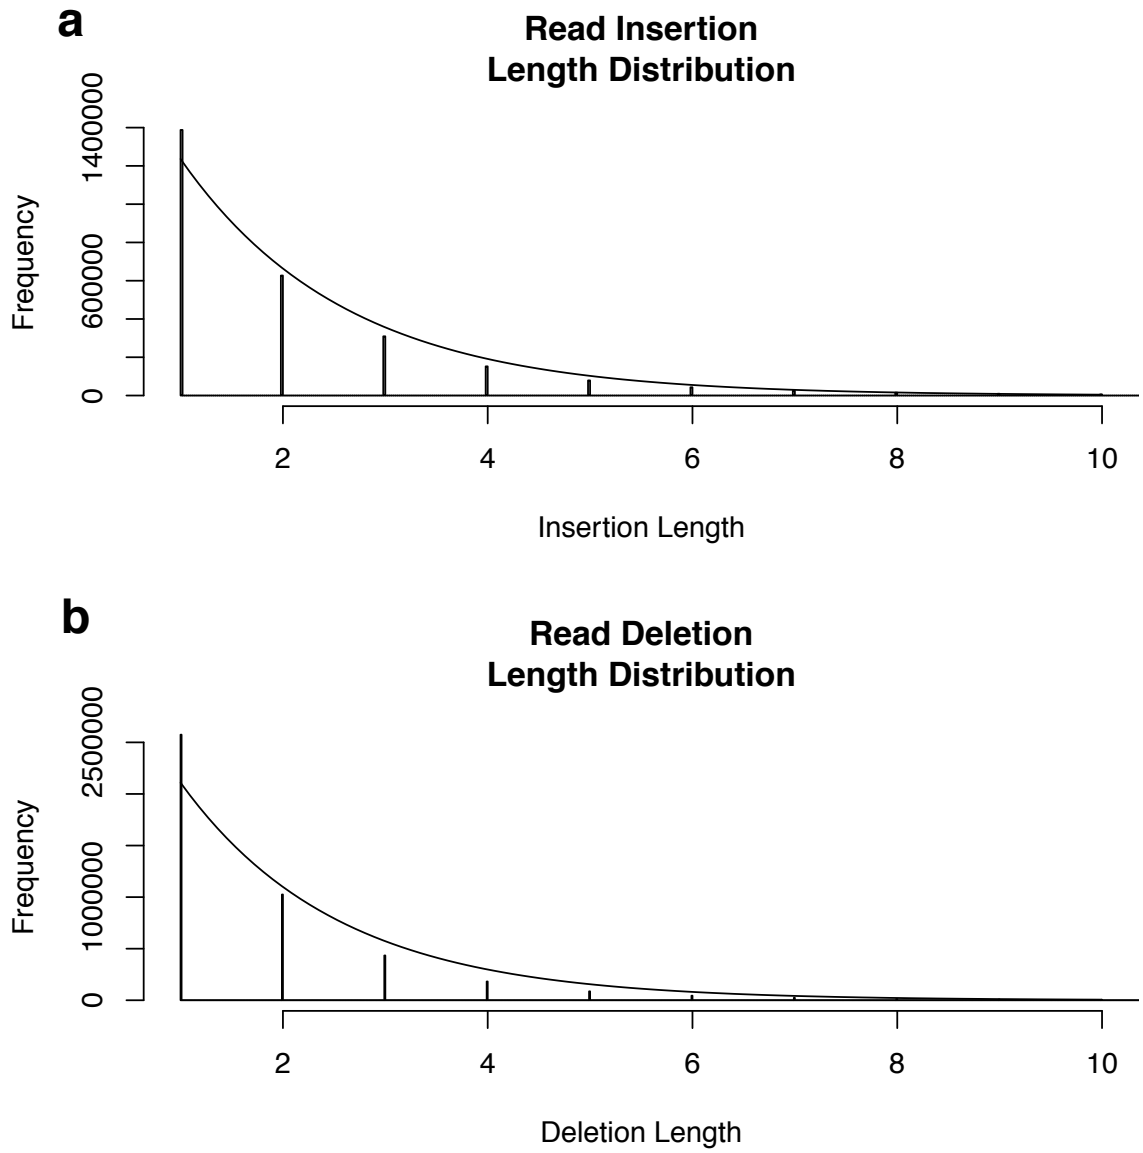 a
Read Insertion
Length Distribution
Frequency
1400000
600000
0
2 4 6 8 10
Insertion Length
b
Read Deletion
Length Distribution
Frequency
2500000
1000000
0
2 4 6 8 10
Deletion Length